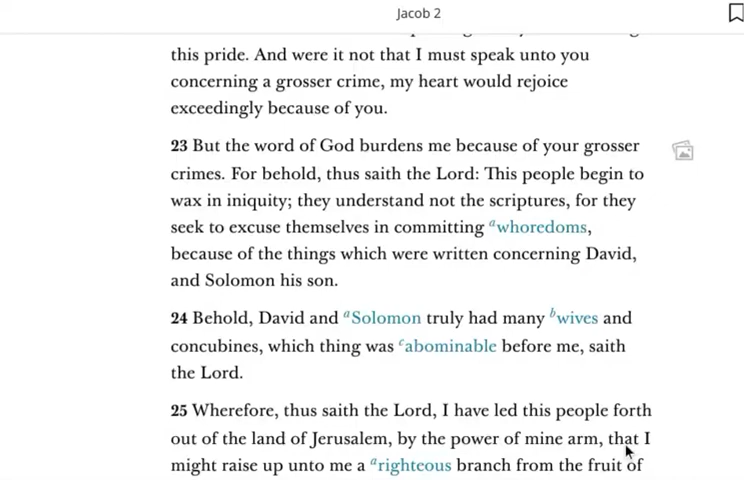 Jacob 2
this pride. And were it not that I must speak unto you
concerning a grosser crime, my heart would rejoice
exceedingly because of you.
23 But the word of God burdens me because of your grosser
crimes. For behold, thus saith the Lord: This people begin to
wax in iniquity; they understand not the scriptures, for they
seek to excuse themselves in committing a whoredoms,
because of the things which were written concerning David,
and Solomon his son.
24 Behold, David and a Solomon truly had many b wives and
concubines, which thing was c abominable before me, saith
the Lord.
25 Wherefore, thus saith the Lord, I have led this people forth
out of the land of Jerusalem, by the power of mine arm, that I
might raise up unto me a a righteous branch from the fruit of